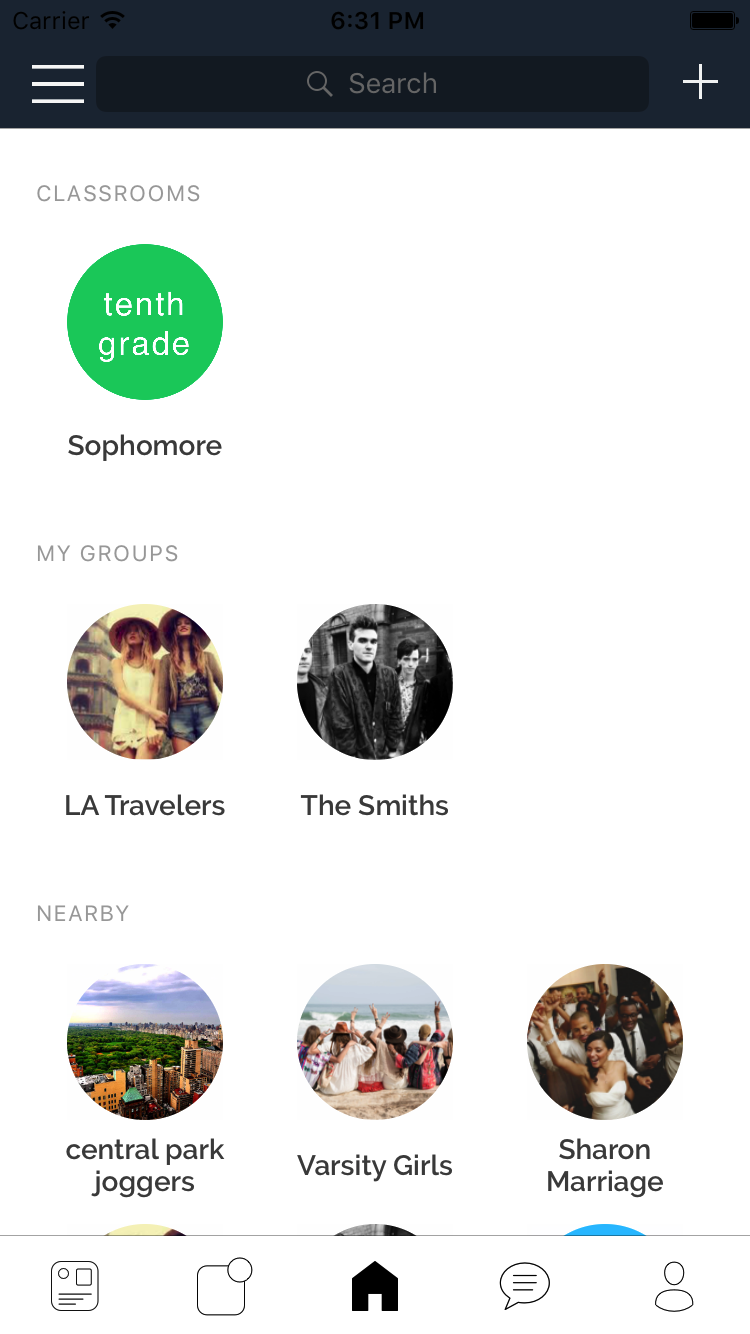 Carrier 6:31 PM
Search
CLASSROOMS
tenth
grade
Sophomore
MY GROUPS
LA Travelers The Smiths
NEARBY
central park
joggers
Varsity Girls
Sharon
Marriage